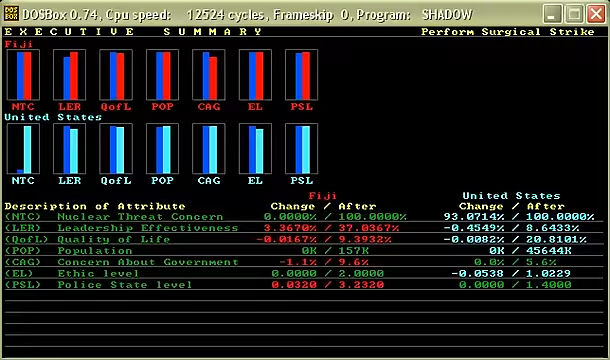 DOSBox 0.74, Cpu speed: 12524 cycles, Frameskip 0, Program: SHADOW
EXECUTIVE SUMMARY Perform Surgical Strike
Fiji
NTC LER QofL POP CAG EL PSL
United States
NTC LER QofL POP CAG EL PSL
Fiji United States
Description of Attribute Change / After Change / After
(NTC) Nuclear Threat Concern 0.0000% / 100.0000% 93.0714% / 100.0000%
(LER) Leadership Effectiveness 3.3670% / 37.0367% -0.4549% / 8.6433%
(QofL) Quality of Life -0.0167% / 9.3932% -0.0082% / 20.8101%
(POP) Population 0K / 157K 0K / 45644K
(CAG) Concern About Government -1.1% / 9.6% 0.0% / 5.6%
(EL) Ethic level 0.0000 / 2.0000 -0.0538 / 1.0229
(PSL) Police State level 0.0320 / 3.2320 0.0000 / 1.4000